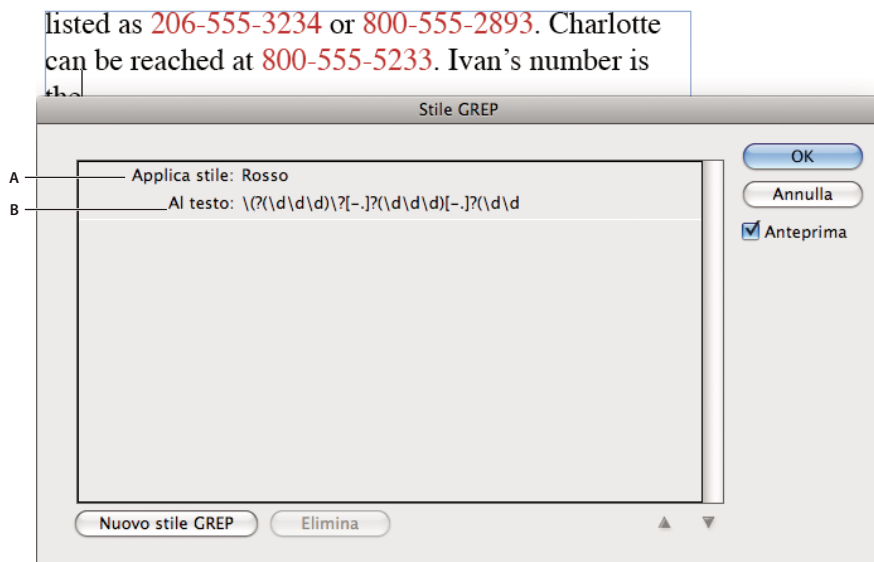 listed as 206-555-3234 or 800-555-2893. Charlotte
can be reached at 800-555-5233. Ivan's number is
the
Stile GREP
A
Applica stile: Rosso
B
Al testo: \(?(\d\d\d)\?[-.]?(\d\d\d)[-.]?(\d\d
OK
Annulla
Anteprima
Nuovo stile GREP
Elimina